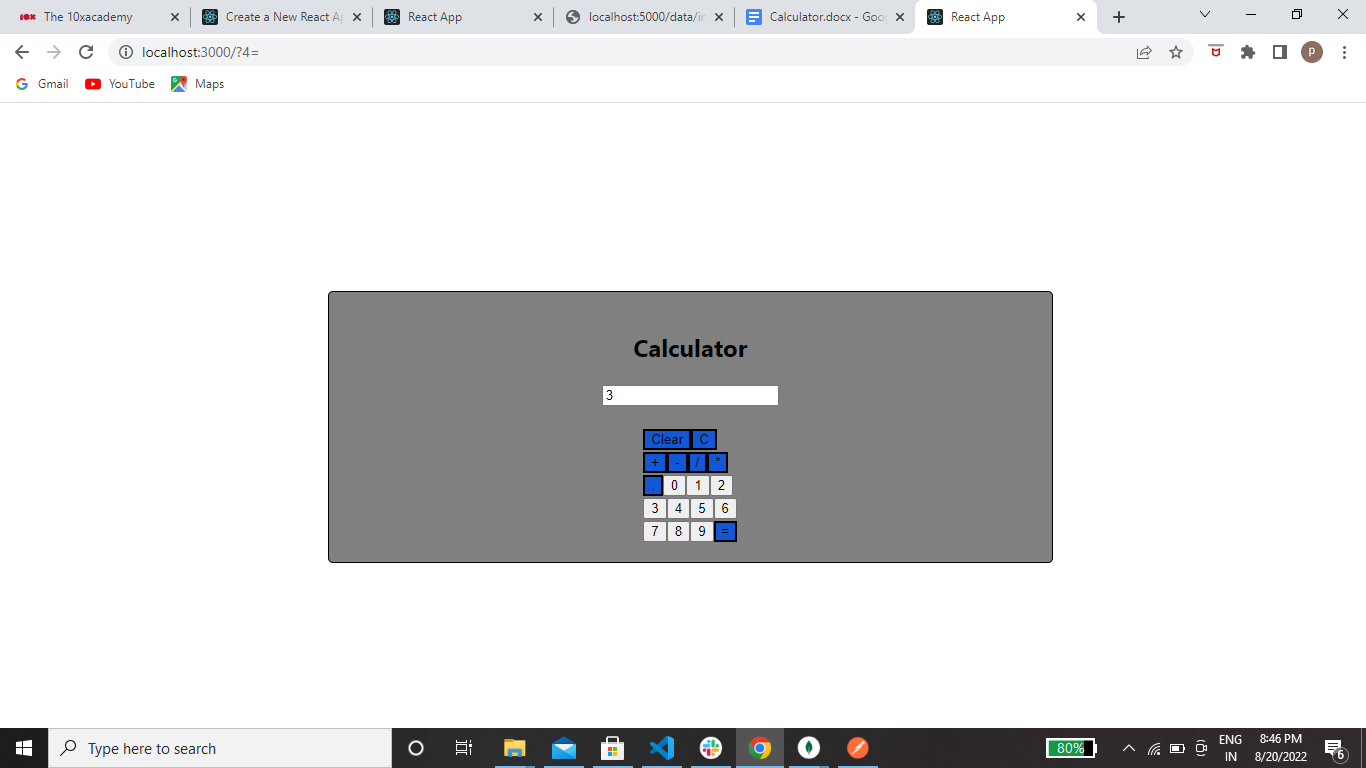 The 10xacademy
Create a New React Ap
React App
localhost:5000/data/in
Calculator.docx - Goo
React App
localhost:3000/?4=
P
Gmail
YouTube
Maps
Calculator
3
Clear C
+ - / *
. 0 1 2
3 4 5 6
7 8 9 =
Type here to search
80%
ENG
IN
8:46 PM
8/20/2022
6